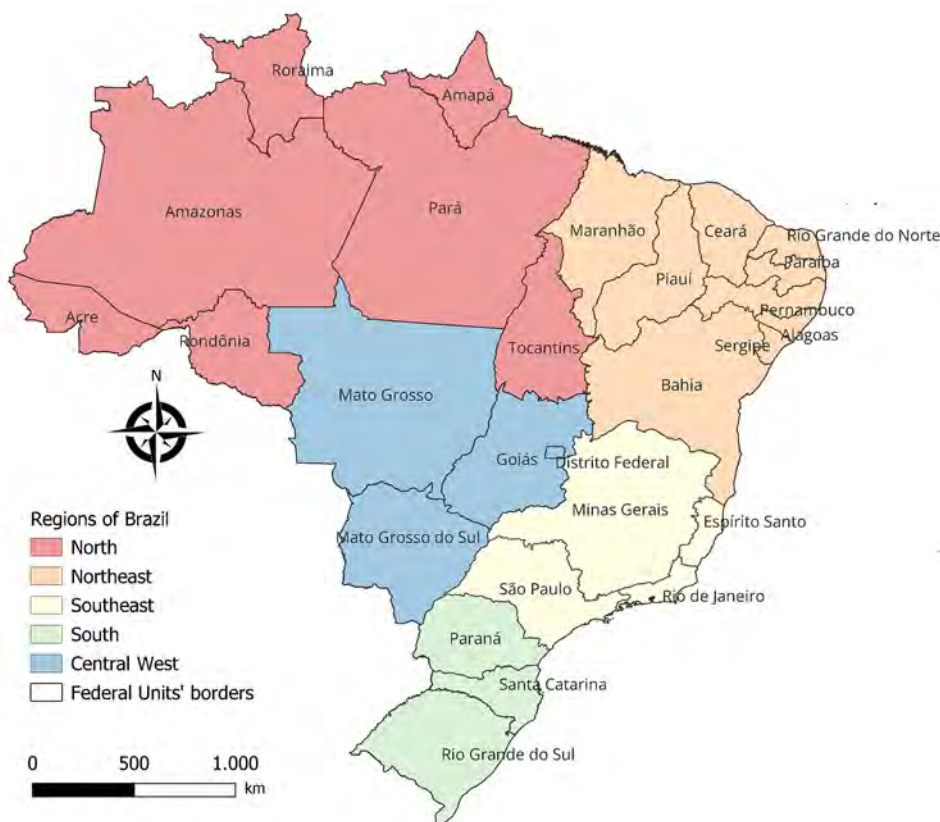 Roraima
Amapá
Amazonas
Pará
Maranhão
Ceará
Rio Grande do Norte
Paraíba
Piauí
Pernambuco
Alagoas
Acre
Rondônia
Tocantins
Sergipe
Bahia
Mato Grosso
N
Goiás
Distrito Federal
Minas Gerais
Espírito Santo
Mato Grosso do Sul
São Paulo
Rio de Janeiro
Paraná
Santa Catarina
Rio Grande do Sul
Regions of Brazil
North
Northeast
Southeast
South
Central West
Federal Units' borders
0 500 1.000
km